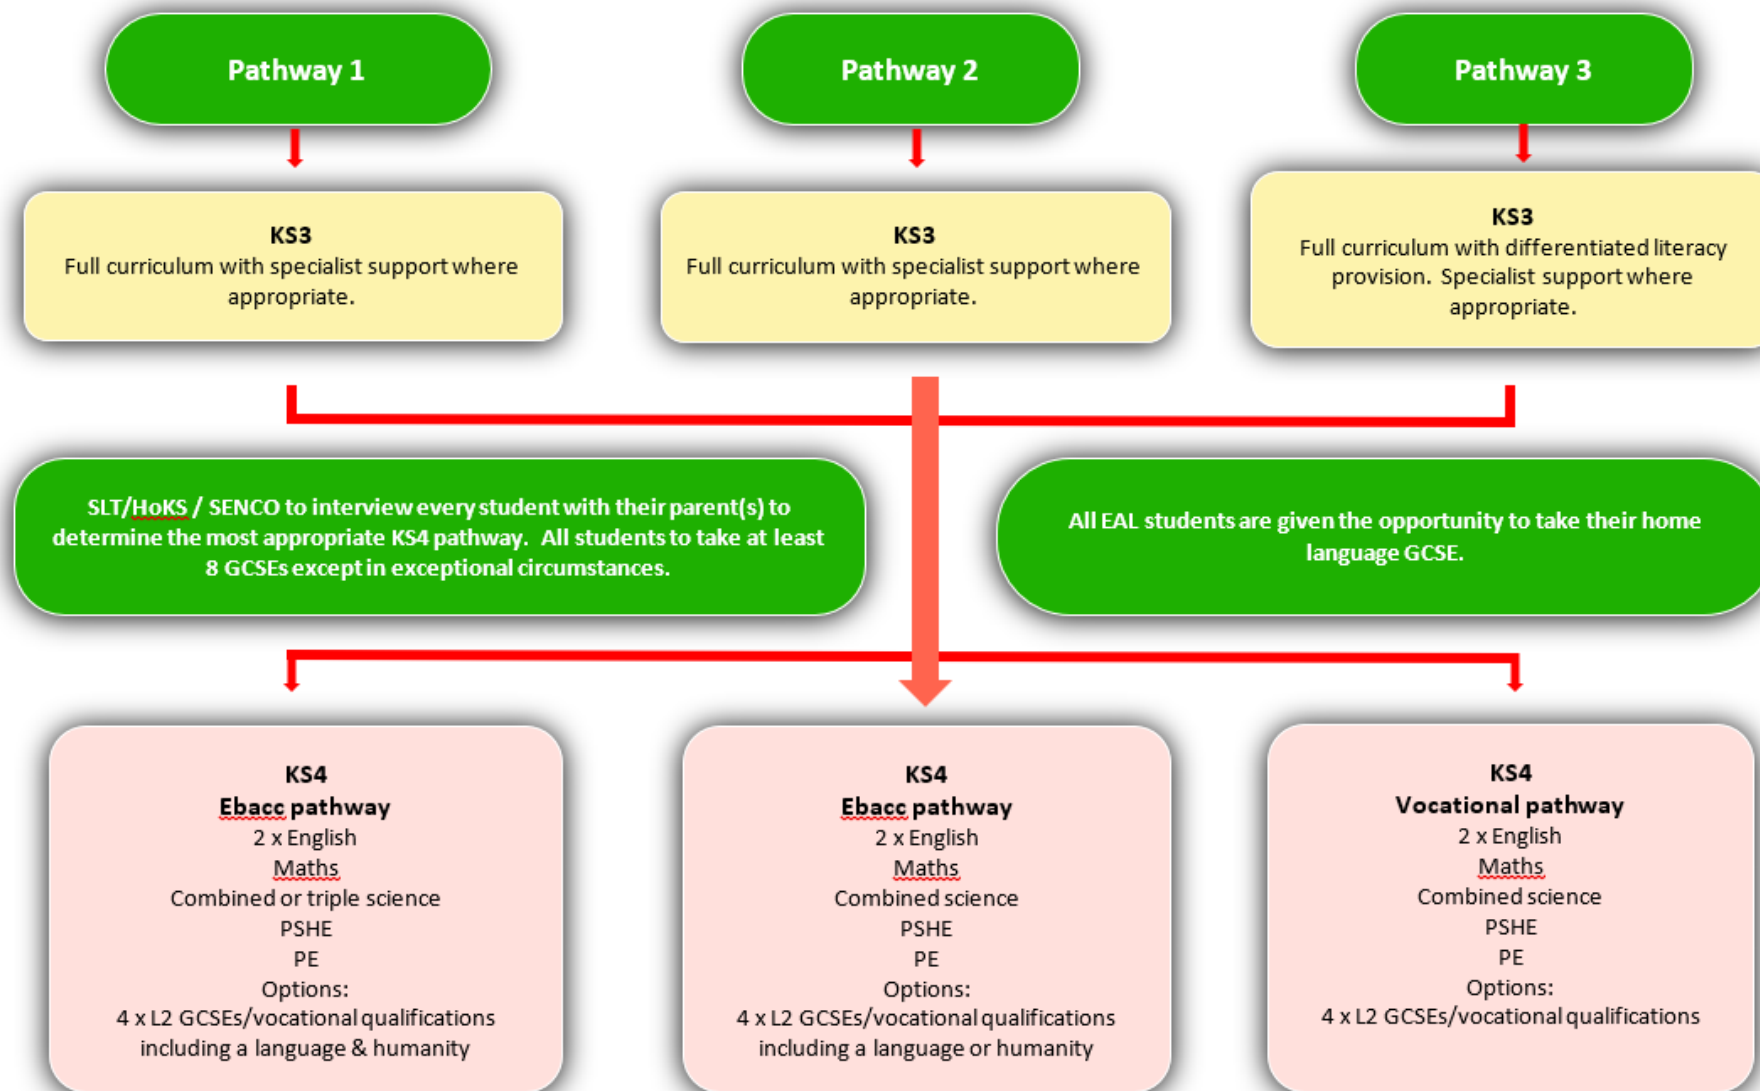 Pathway 1
Pathway 2
Pathway 3
KS3
Full curriculum with specialist support where
appropriate.
KS3
Full curriculum with specialist support where
appropriate.
KS3
Full curriculum with differentiated literacy
provision. Specialist support where
appropriate.
SLT/HoKS / SENCO to interview every student with their parent(s) to
determine the most appropriate KS4 pathway. All students to take at least
8 GCSEs except in exceptional circumstances.
All EAL students are given the opportunity to take their home
language GCSE.
KS4
Ebacc pathway
2 x English
Maths
Combined or triple science
PSHE
PE
Options:
4 x L2 GCSEs/vocational qualifications
including a language & humanity
KS4
Ebacc pathway
2 x English
Maths
Combined science
PSHE
PE
Options:
4 x L2 GCSEs/vocational qualifications
including a language or humanity
KS4
Vocational pathway
2 x English
Maths
Combined science
PSHE
PE
Options:
4 x L2 GCSEs/vocational qualifications